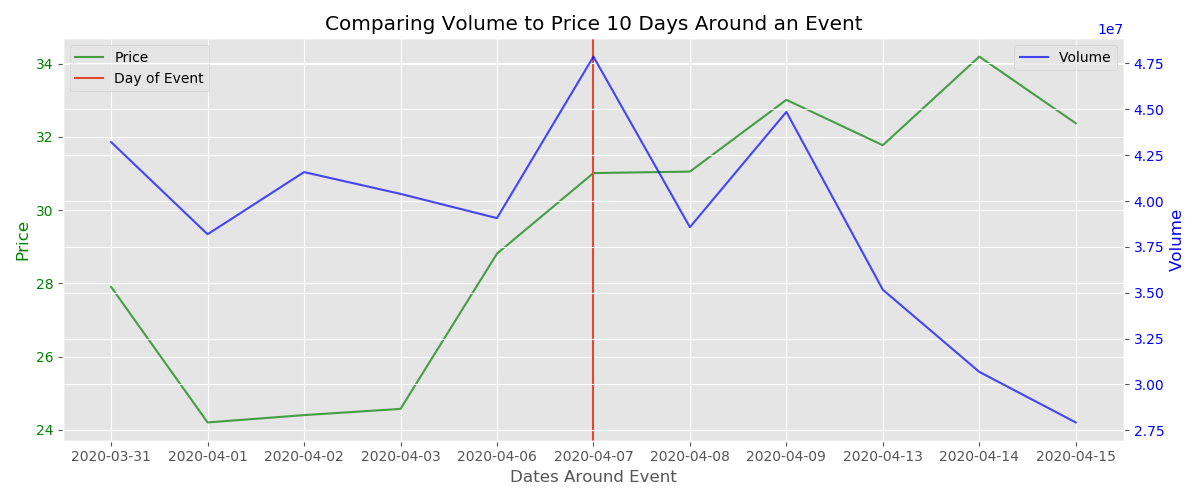 Comparing Volume to Price 10 Days Around an Event
1e7
Price
Day of Event
Volume
34
32
30
28
26
24
Price
4.75
4.50
4.25
4.00
3.75
3.50
3.25
3.00
2.75
Volume
2020-03-31 2020-04-01 2020-04-02 2020-04-03 2020-04-06 2020-04-07 2020-04-08 2020-04-09 2020-04-13 2020-04-14 2020-04-15
Dates Around Event